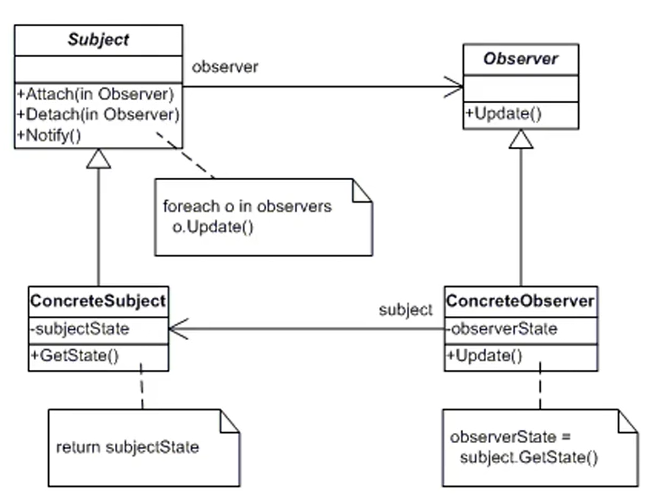 Subject
+Attach(in Observer)
+Detach(in Observer)
+Notify()
observer
Observer
+Update()
foreach o in observers
o.Update()
ConcreteSubject
-subjectState
+GetState()
subject
ConcreteObserver
-observerState
+Update()
return subjectState
observerState =
subject.GetState()